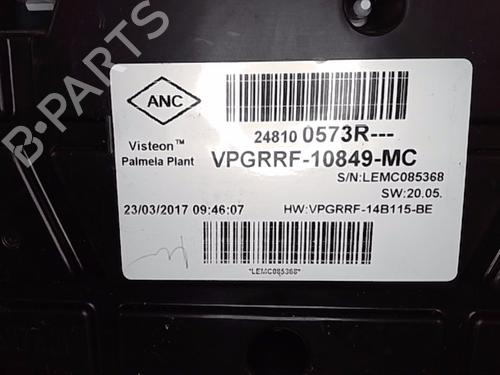 B-PARTS
ANC
24810 0573R---
Visteon™
Palmela Plant
VPGRRF-10849-MC
S/N:LEMC085368
SW:20.05.
23/03/2017 09:46:07
HW:VPGRRF-14B115-BE
*LEMC085368*